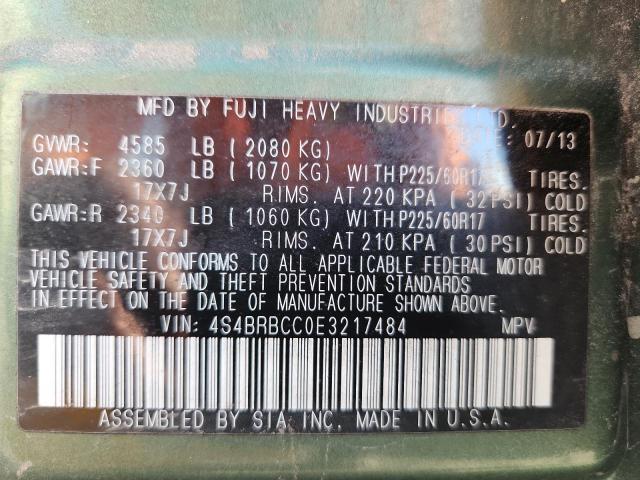 MFD BY FUJI HEAVY INDUSTRIES LTD.
DATE: 07/13
GVWR: 4585 LB ( 2080 KG)
GAWR:F 2360 LB ( 1070 KG) WITH P225/60R17 TIRES.
17X7J RIMS. AT 220 KPA ( 32 PSI) COLD
GAWR:R 2340 LB ( 1060 KG) WITH P225/60R17 TIRES.
17X7J RIMS. AT 210 KPA ( 30 PSI) COLD
THIS VEHICLE CONFORMS TO ALL APPLICABLE FEDERAL MOTOR
VEHICLE SAFETY AND THEFT PREVENTION STANDARDS
IN EFFECT ON THE DATE OF MANUFACTURE SHOWN ABOVE.
VIN: 4S4BRBCC0E3217484 MPV
ASSEMBLED BY SIA INC. MADE IN U.S.A.